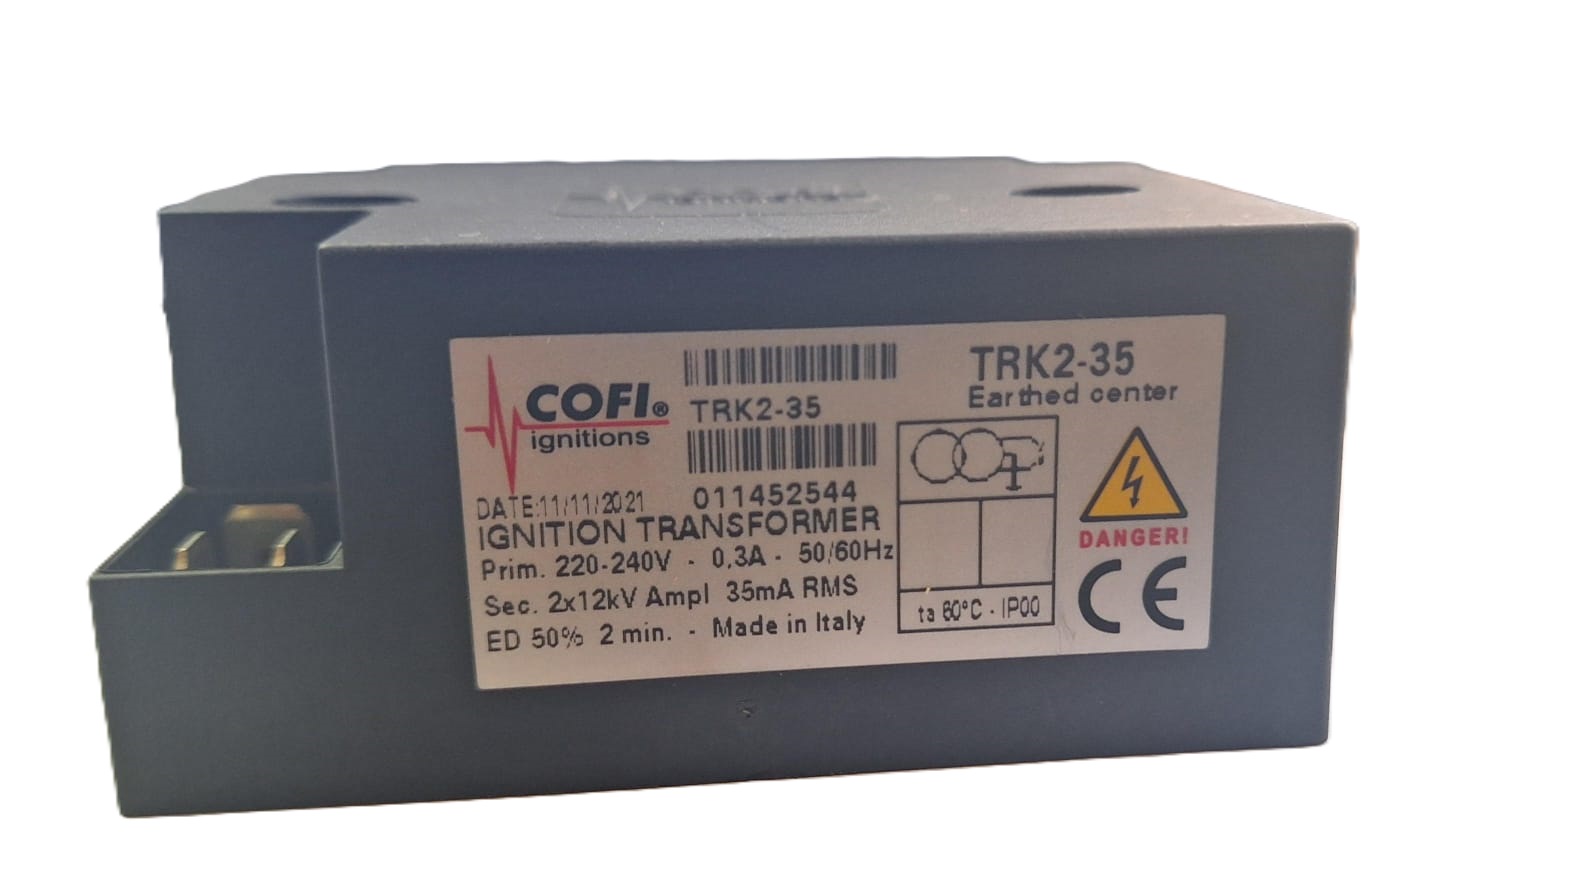 COFI®
ignitions
TRK2-35
011452544
TRK2-35
Earthed center
DATE:11/11/2021
IGNITION TRANSFORMER
Prim. 220-240V - 0,3A - 50/60Hz
Sec. 2x12kV Ampl 35mA RMS
ED 50% 2 min. - Made in Italy
ta 60°C - IP00
DANGER!
CE